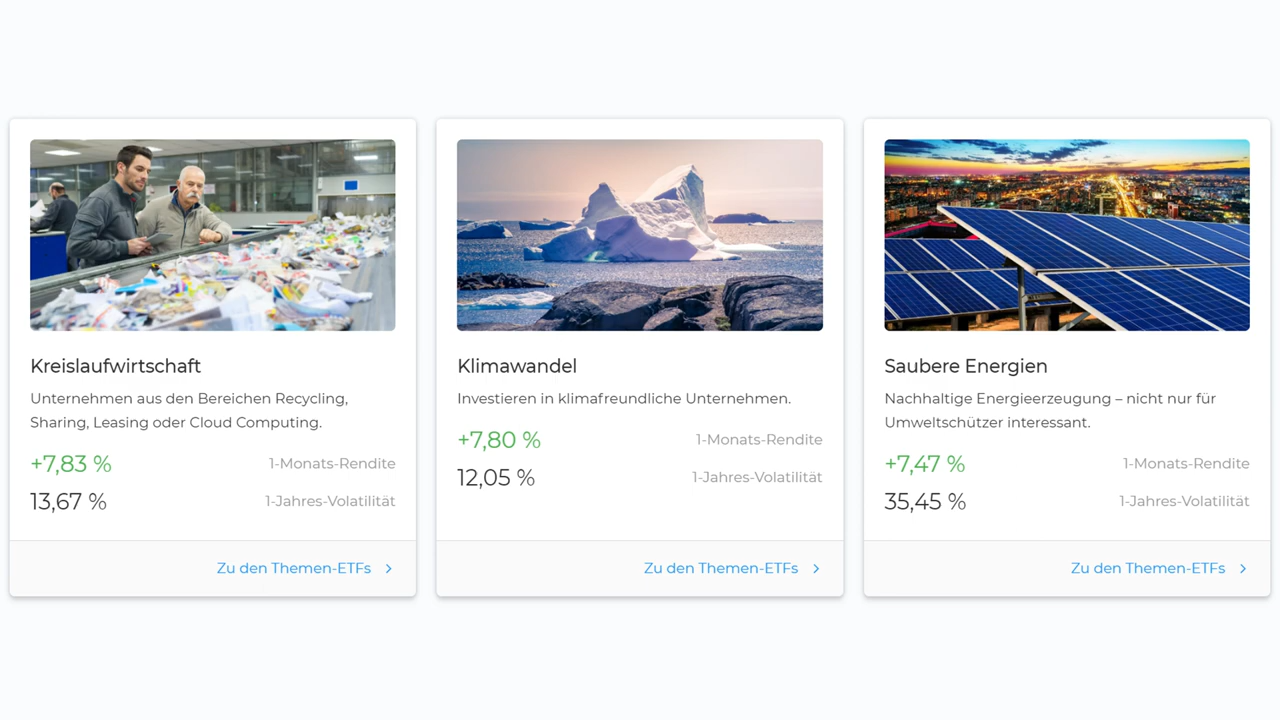 Kreislaufwirtschaft
Unternehmen aus den Bereichen Recycling,
Sharing, Leasing oder Cloud Computing.
+7,83 % 1-Monats-Rendite
13,67 % 1-Jahres-Volatilität
Zu den Themen-ETFs
Klimawandel
Investieren in klimafreundliche Unternehmen.
+7,80 % 1-Monats-Rendite
12,05 % 1-Jahres-Volatilität
Zu den Themen-ETFs
Saubere Energien
Nachhaltige Energieerzeugung – nicht nur für
Umweltschützer interessant.
+7,47 % 1-Monats-Rendite
35,45 % 1-Jahres-Volatilität
Zu den Themen-ETFs